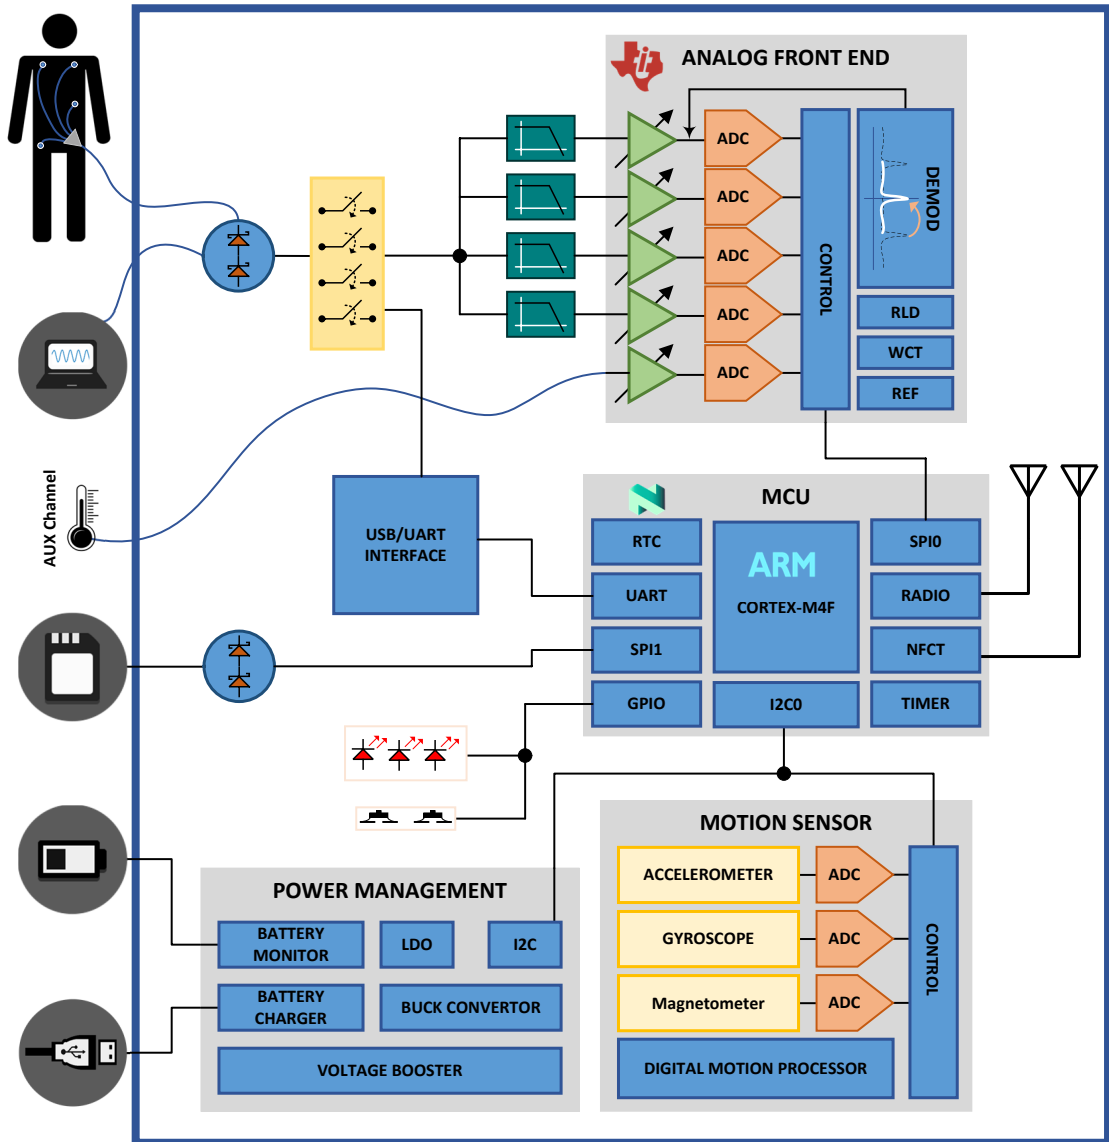 ANALOG FRONT END
ti
ADC
ADC
ADC
ADC
ADC
CONTROL
DEMOD
RLD
WCT
REF
AUX Channel
USB/UART
INTERFACE
MCU
RTC
UART
SPI1
GPIO
ARM
CORTEX-M4F
I2C0
SPI0
RADIO
NFCT
TIMER
POWER MANAGEMENT
BATTERY
MONITOR
LDO
I2C
BATTERY
CHARGER
BUCK CONVERTOR
VOLTAGE BOOSTER
MOTION SENSOR
ACCELEROMETER
ADC
GYROSCOPE
ADC
Magnetometer
ADC
CONTROL
DIGITAL MOTION PROCESSOR